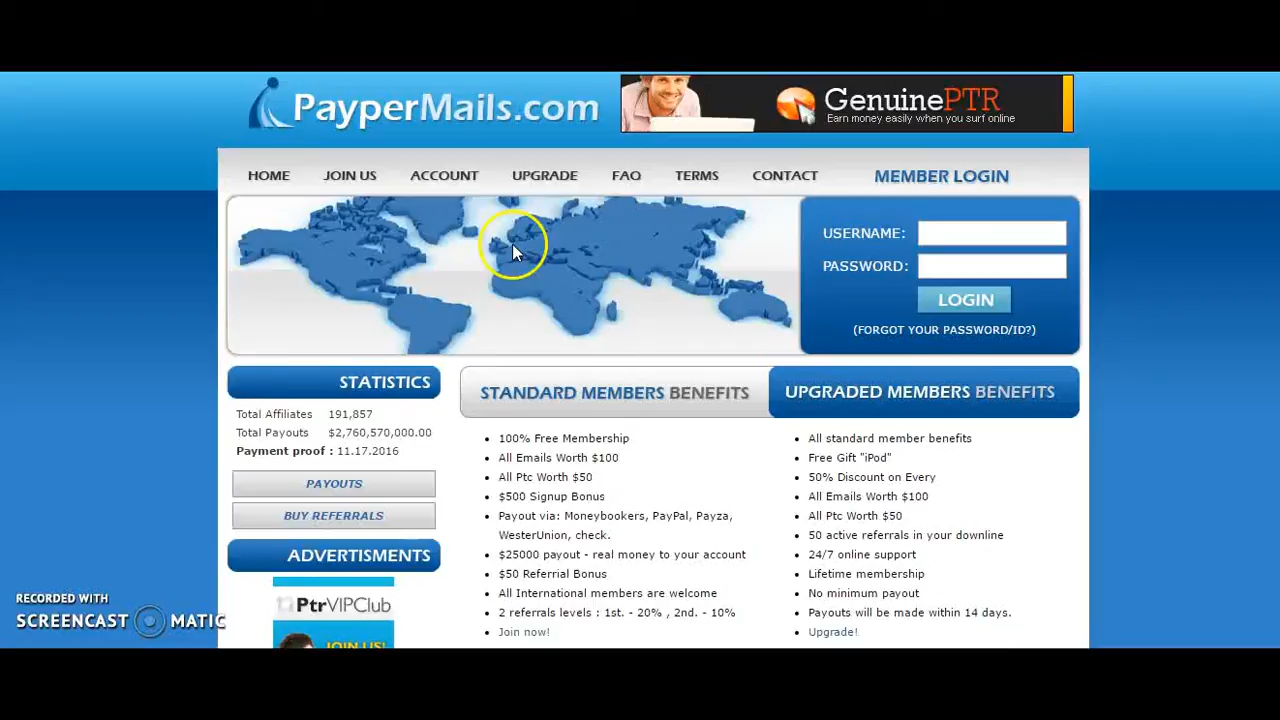 PayperMails.com
GenuinePTR
Earn money easily when you surf online
HOME JOIN US ACCOUNT UPGRADE FAQ TERMS CONTACT MEMBER LOGIN
USERNAME:
PASSWORD:
LOGIN
(FORGOT YOUR PASSWORD/ID?)
STATISTICS
Total Affiliates 191,857
Total Payouts $2,760,570,000.00
Payment proof : 11.17.2016
PAYOUTS
BUY REFERRALS
ADVERTISMENTS
PtrVIPClub
JOIN US!
STANDARD MEMBERS BENEFITS
100% Free Membership
All Emails Worth $100
All Ptc Worth $50
$500 Signup Bonus
Payout via: Moneybookers, PayPal, Payza,
WesterUnion, check.
$25000 payout - real money to your account
$50 Referral Bonus
All International members are welcome
2 referrals levels : 1st. - 20% , 2nd. - 10%
Join now!
UPGRADED MEMBERS BENEFITS
All standard member benefits
Free Gift "iPod"
50% Discount on Every
All Emails Worth $100
All Ptc Worth $50
50 active referrals in your downline
24/7 online support
Lifetime membership
No minimum payout
Payouts will be made within 14 days.
Upgrade!
RECORDED WITH
SCREENCAST MATIC